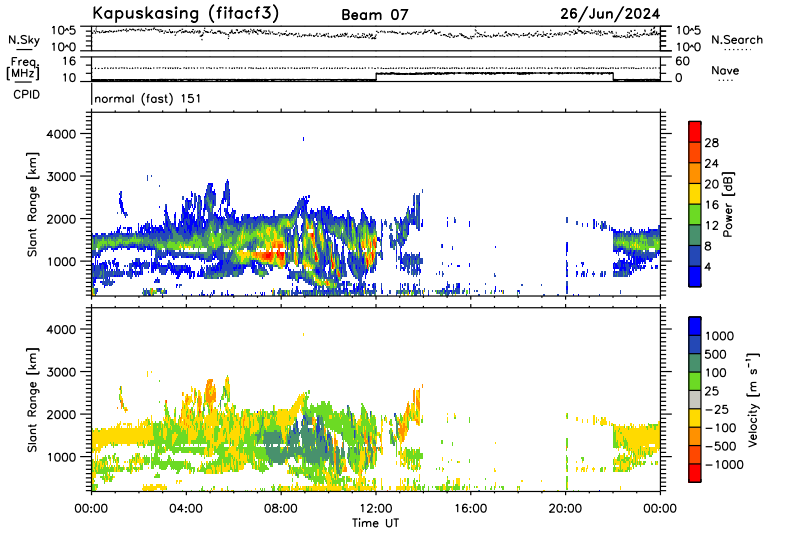 Kapuskasing (fitacf3) Beam 07 26/Jun/2024
N.Sky 10^5 10^0 10^5 10^0 N.Search
Freq. [MHz] 16 10 60 0 Nave
CPID normal (fast) 151
Slant Range [km] 4000 3000 2000 1000
28 24 20 16 12 8 4 Power [dB]
Slant Range [km] 4000 3000 2000 1000
1000 500 100 25 −25 −100 −500 −1000 Velocity [m s⁻¹]
00:00 04:00 08:00 12:00 16:00 20:00 00:00
Time UT